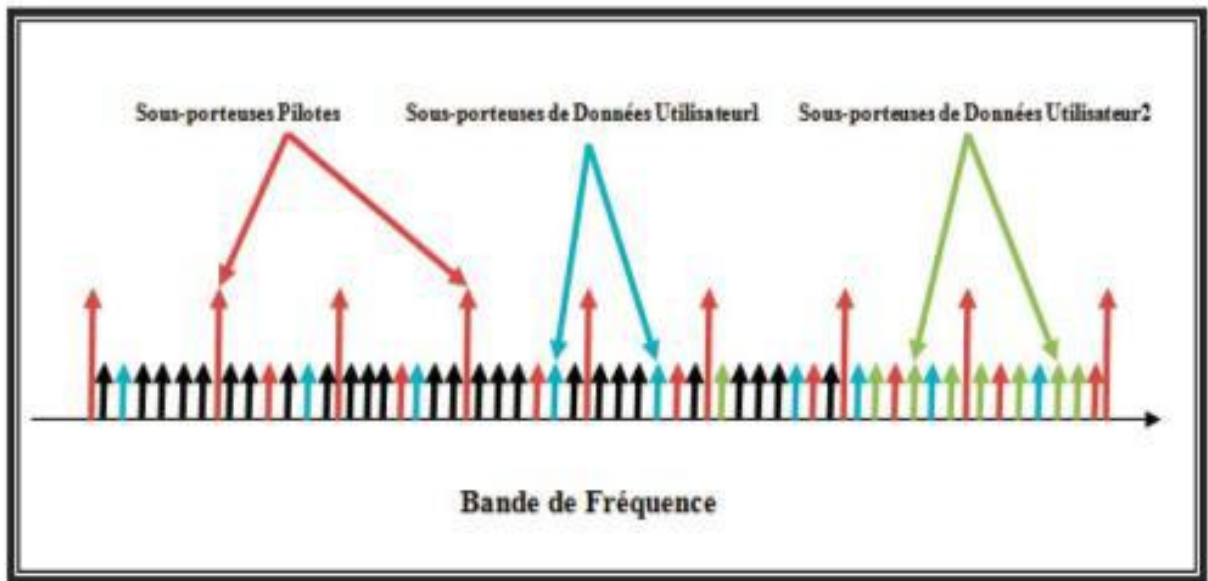 Sous-porteuses Pilotes
Sous-porteuses de Données Utilisateur1
Sous-porteuses de Données Utilisateur2
Bande de Fréquence